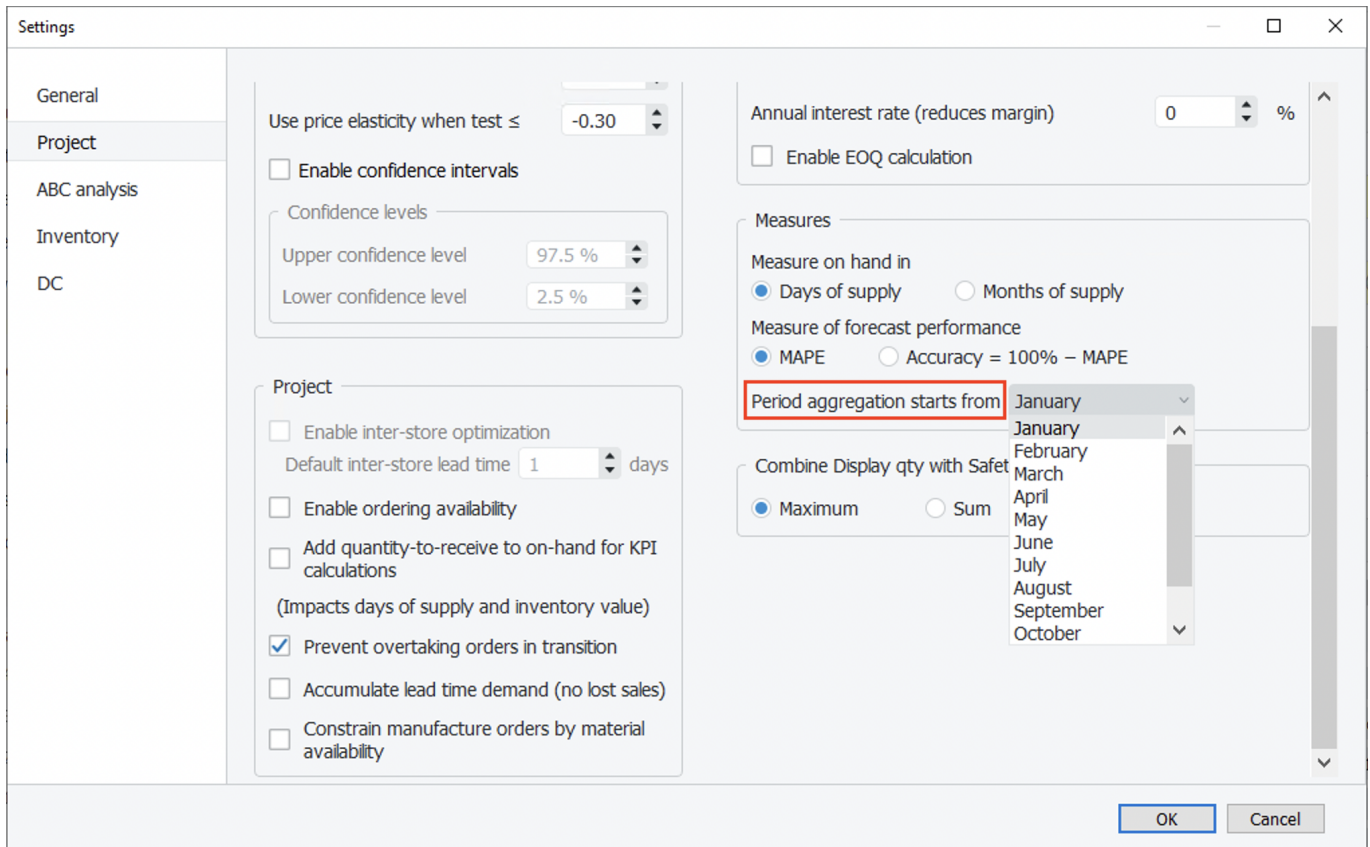 Settings
General
Project
ABC analysis
Inventory
DC
Use price elasticity when test ≤ -0.30
Enable confidence intervals
Confidence levels
Upper confidence level 97.5 %
Lower confidence level 2.5 %
Project
Enable inter-store optimization
Default inter-store lead time 1 days
Enable ordering availability
Add quantity-to-receive to on-hand for KPI
calculations
(Impacts days of supply and inventory value)
Prevent overtaking orders in transition
Accumulate lead time demand (no lost sales)
Constrain manufacture orders by material
availability
Annual interest rate (reduces margin) 0 %
Enable EOQ calculation
Measures
Measure on hand in
Days of supply Months of supply
Measure of forecast performance
MAPE Accuracy = 100% − MAPE
Period aggregation starts from January
January
February
March
April
May
June
July
August
September
October
Combine Display qty with Safet
Maximum Sum
OK Cancel